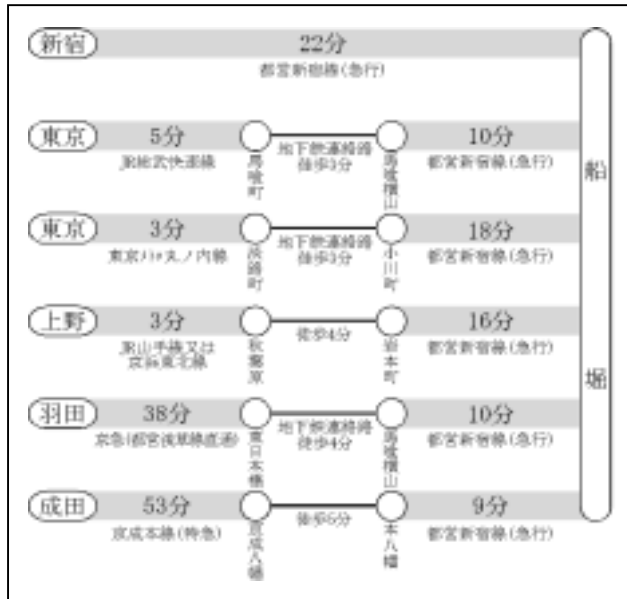 新宿
22分
都営新宿線(急行)
東京
5分
JR総武快速線
馬喰町
地下鉄連絡路
徒歩3分
馬喰横山
10分
都営新宿線(急行)
東京
3分
東京メトロ丸ノ内線
淡路町
地下鉄連絡路
徒歩3分
小川町
18分
都営新宿線(急行)
上野
3分
JR山手線又は
京浜東北線
秋葉原
徒歩4分
岩本町
16分
都営新宿線(急行)
羽田
38分
京急(都営浅草線直通)
東日本橋
地下鉄連絡路
徒歩4分
馬喰横山
10分
都営新宿線(急行)
成田
53分
京成本線(特急)
京成八幡
徒歩5分
本八幡
9分
都営新宿線(急行)
船堀